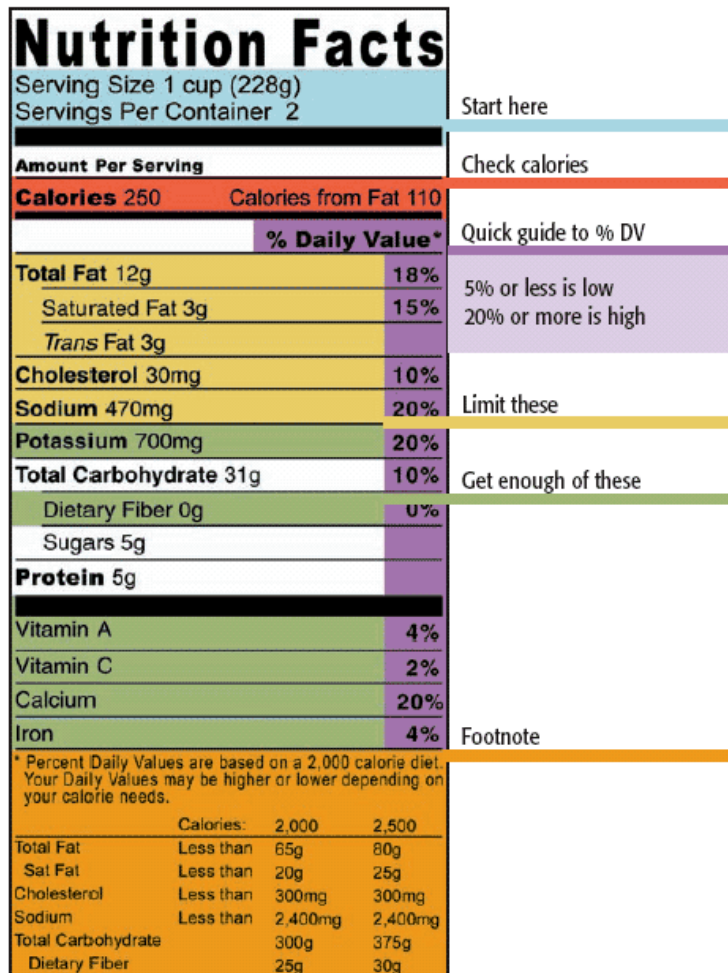 Nutrition Facts
Serving Size 1 cup (228g)
Servings Per Container 2
Start here
Amount Per Serving
Check calories
Calories 250 Calories from Fat 110
% Daily Value*
Quick guide to % DV
Total Fat 12g 18%
5% or less is low
Saturated Fat 3g 15%
20% or more is high
Trans Fat 3g
Cholesterol 30mg 10%
Sodium 470mg 20%
Limit these
Potassium 700mg 20%
Total Carbohydrate 31g 10%
Get enough of these
Dietary Fiber 0g 0%
Sugars 5g
Protein 5g
Vitamin A 4%
Vitamin C 2%
Calcium 20%
Iron 4%
Footnote
* Percent Daily Values are based on a 2,000 calorie diet.
Your Daily Values may be higher or lower depending on
your calorie needs.
Calories: 2,000 2,500
Total Fat Less than 65g 80g
Sat Fat Less than 20g 25g
Cholesterol Less than 300mg 300mg
Sodium Less than 2,400mg 2,400mg
Total Carbohydrate 300g 375g
Dietary Fiber 25g 30g